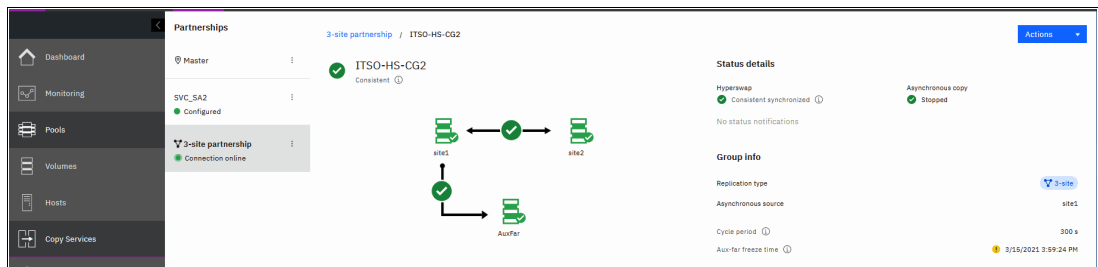 Dashboard
Monitoring
Pools
Volumes
Hosts
Copy Services
Partnerships
Master
SVC_SA2
Configured
3-site partnership
Connection online
3-site partnership / ITSO-HS-CG2
Actions
ITSO-HS-CG2
Consistent
site1
site2
AuxFar
Status details
Hyperswap
Consistent synchronized
Asynchronous copy
Stopped
No status notifications
Group info
Replication type
3-site
Asynchronous source
site1
Cycle period
300 s
Aux-far freeze time
3/15/2021 3:59:24 PM